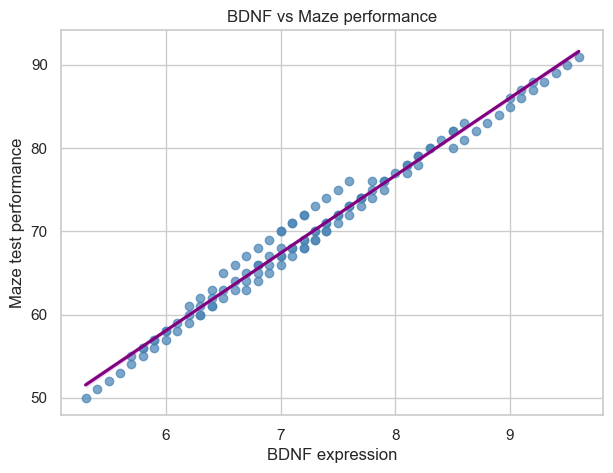 BDNF vs Maze performance
Maze test performance
90
80
70
60
50
6 7 8 9
BDNF expression